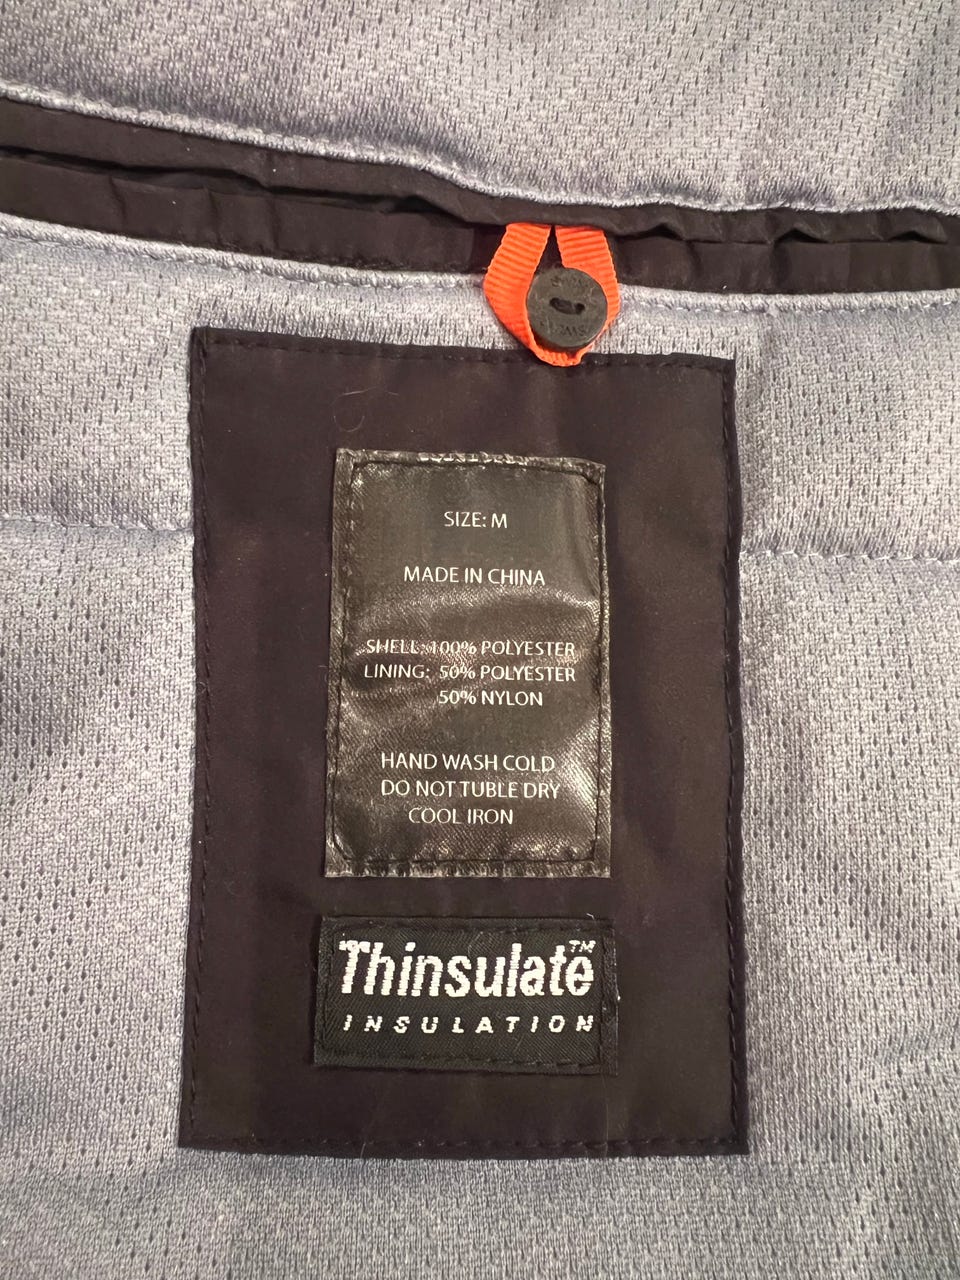 SIZE: M
MADE IN CHINA
SHELL: 100% POLYESTER
LINING: 50% POLYESTER
50% NYLON
HAND WASH COLD
DO NOT TUBLE DRY
COOL IRON
Thinsulate™
INSULATION